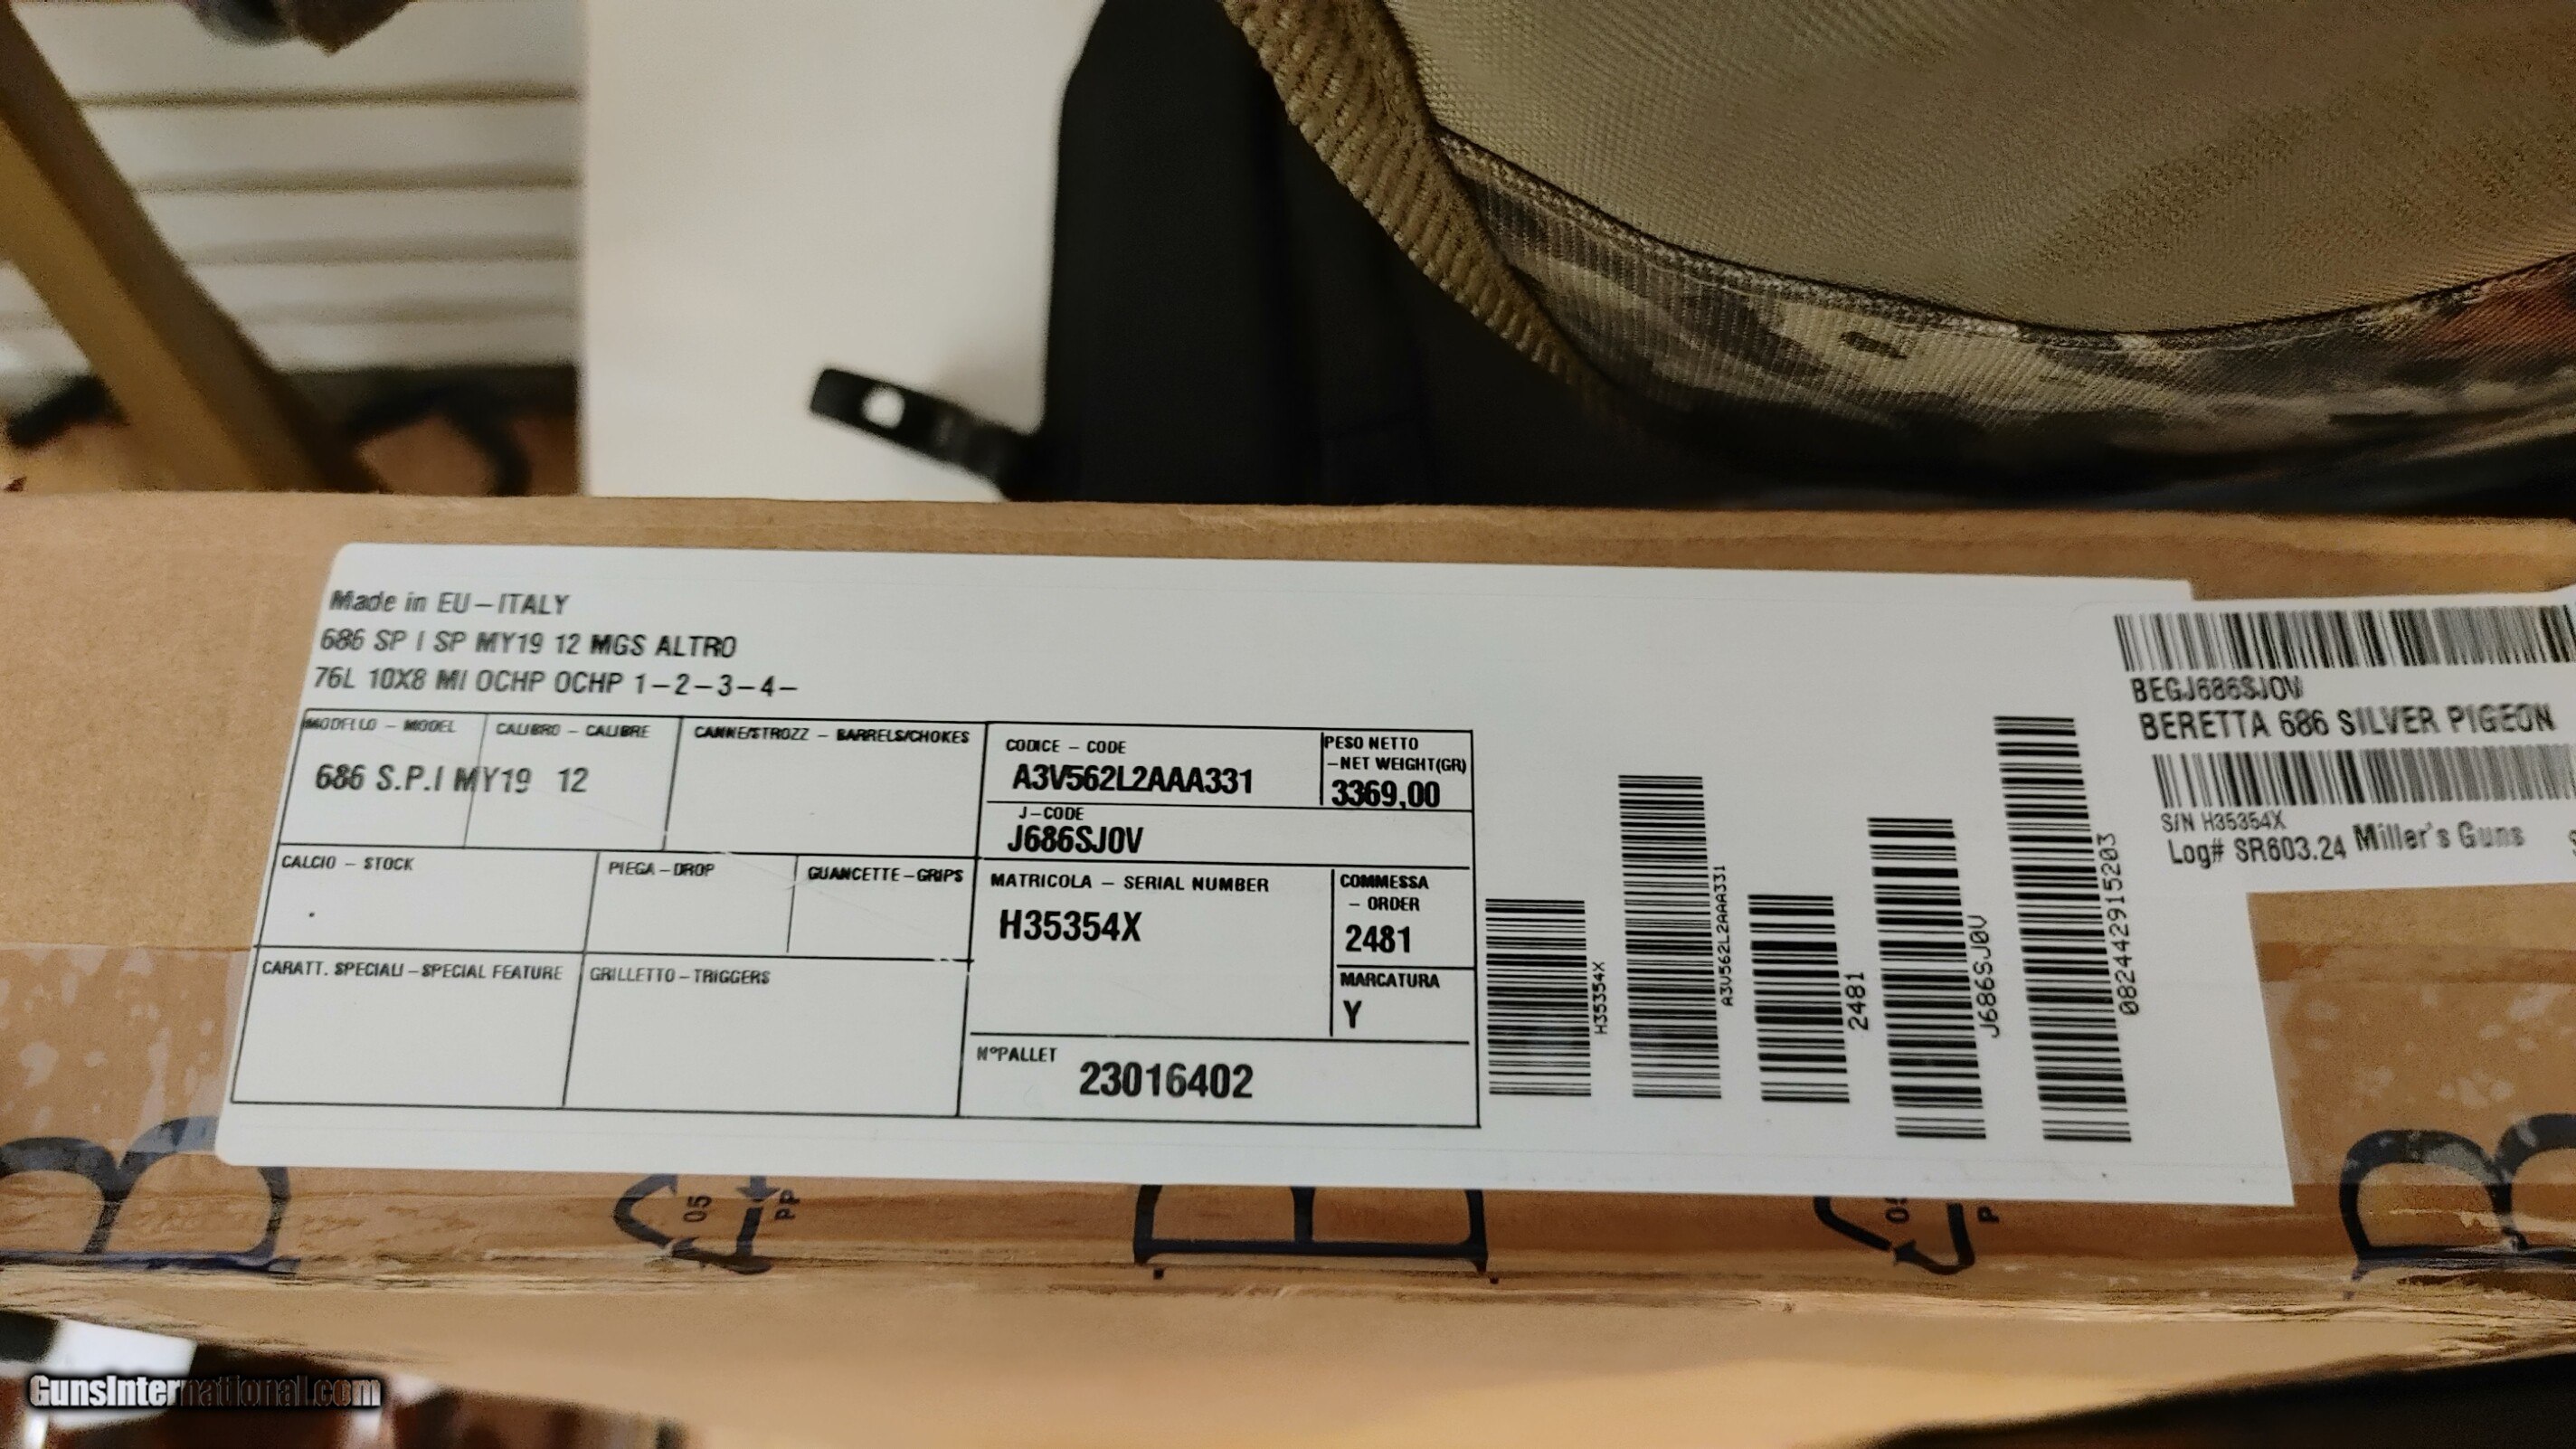 Made in EU-ITALY
686 SP I SP MY19 12 MGS ALTRO
76L 10X8 MI OCHP OCHP 1-2-3-4-
MODELLO - MODEL
CALIBRO - CALIBRE
CANNE/STROZZ - BARRELS/CHOKES
686 S.P.I MY19 12
CODICE - CODE
A3V562L2AAA331
PESO NETTO
-NET WEIGHT(GR)
3369,00
J-CODE
J686SJ0V
CALCIO - STOCK
PIEGA-DROP
GUANCETTE-GRIPS
MATRICOLA - SERIAL NUMBER
H35354X
COMMESSA
- ORDER
2481
MARCATURA
Y
CARATT. SPECIALI-SPECIAL FEATURE
GRILLETTO-TRIGGERS
N°PALLET
23016402
H35354X
A3V562L2AAA331
2481
J686SJ0V
082442915203
BEGJ686SJ0V
BERETTA 686 SILVER PIGEON
S/N H35354X
Log# SR603.24 Miller's Guns
B
05
PP
B
05
P
B
GunsInternational.com